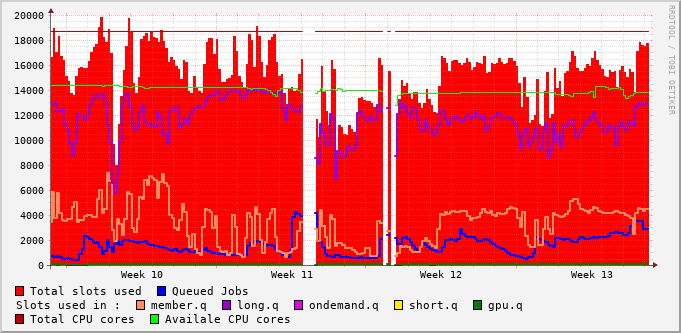 20000
18000
16000
14000
12000
10000
8000
6000
4000
2000
0
Week 10 Week 11 Week 12 Week 13
RRDTOOL / TOBI OETIKER
Total slots used Queued Jobs
Slots used in : member.q long.q ondemand.q short.q gpu.q
Total CPU cores Availale CPU cores